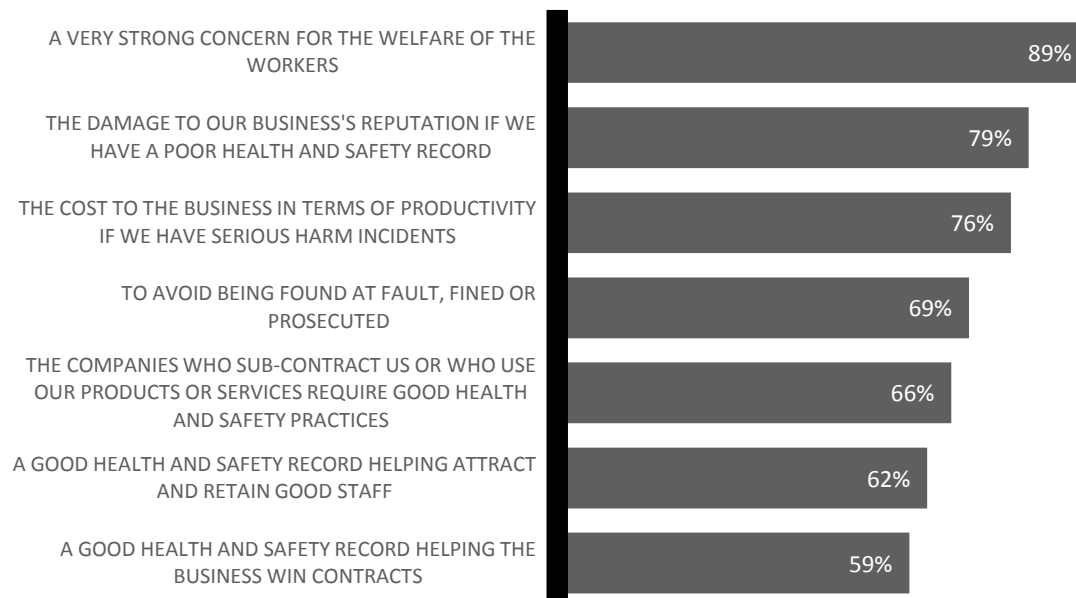 A VERY STRONG CONCERN FOR THE WELFARE OF THE
WORKERS
89%
THE DAMAGE TO OUR BUSINESS'S REPUTATION IF WE
HAVE A POOR HEALTH AND SAFETY RECORD
79%
THE COST TO THE BUSINESS IN TERMS OF PRODUCTIVITY
IF WE HAVE SERIOUS HARM INCIDENTS
76%
TO AVOID BEING FOUND AT FAULT, FINED OR
PROSECUTED
69%
THE COMPANIES WHO SUB-CONTRACT US OR WHO USE
OUR PRODUCTS OR SERVICES REQUIRE GOOD HEALTH
AND SAFETY PRACTICES
66%
A GOOD HEALTH AND SAFETY RECORD HELPING ATTRACT
AND RETAIN GOOD STAFF
62%
A GOOD HEALTH AND SAFETY RECORD HELPING THE
BUSINESS WIN CONTRACTS
59%